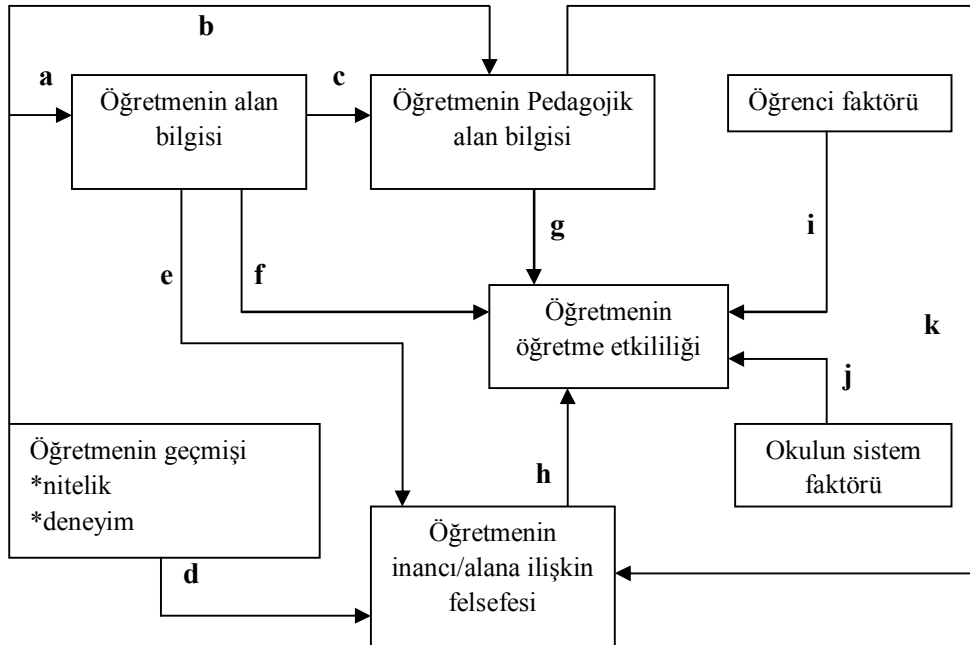 b
a
Öğretmenin alan
bilgisi
c
Öğretmenin Pedagojik
alan bilgisi
Öğrenci faktörü
e
f
g
i
Öğretmenin
öğretme etkililiği
k
j
Öğretmenin geçmişi
*nitelik
*deneyim
h
Okulun sistem
faktörü
d
Öğretmenin
inancı/alana ilişkin
felsefesi